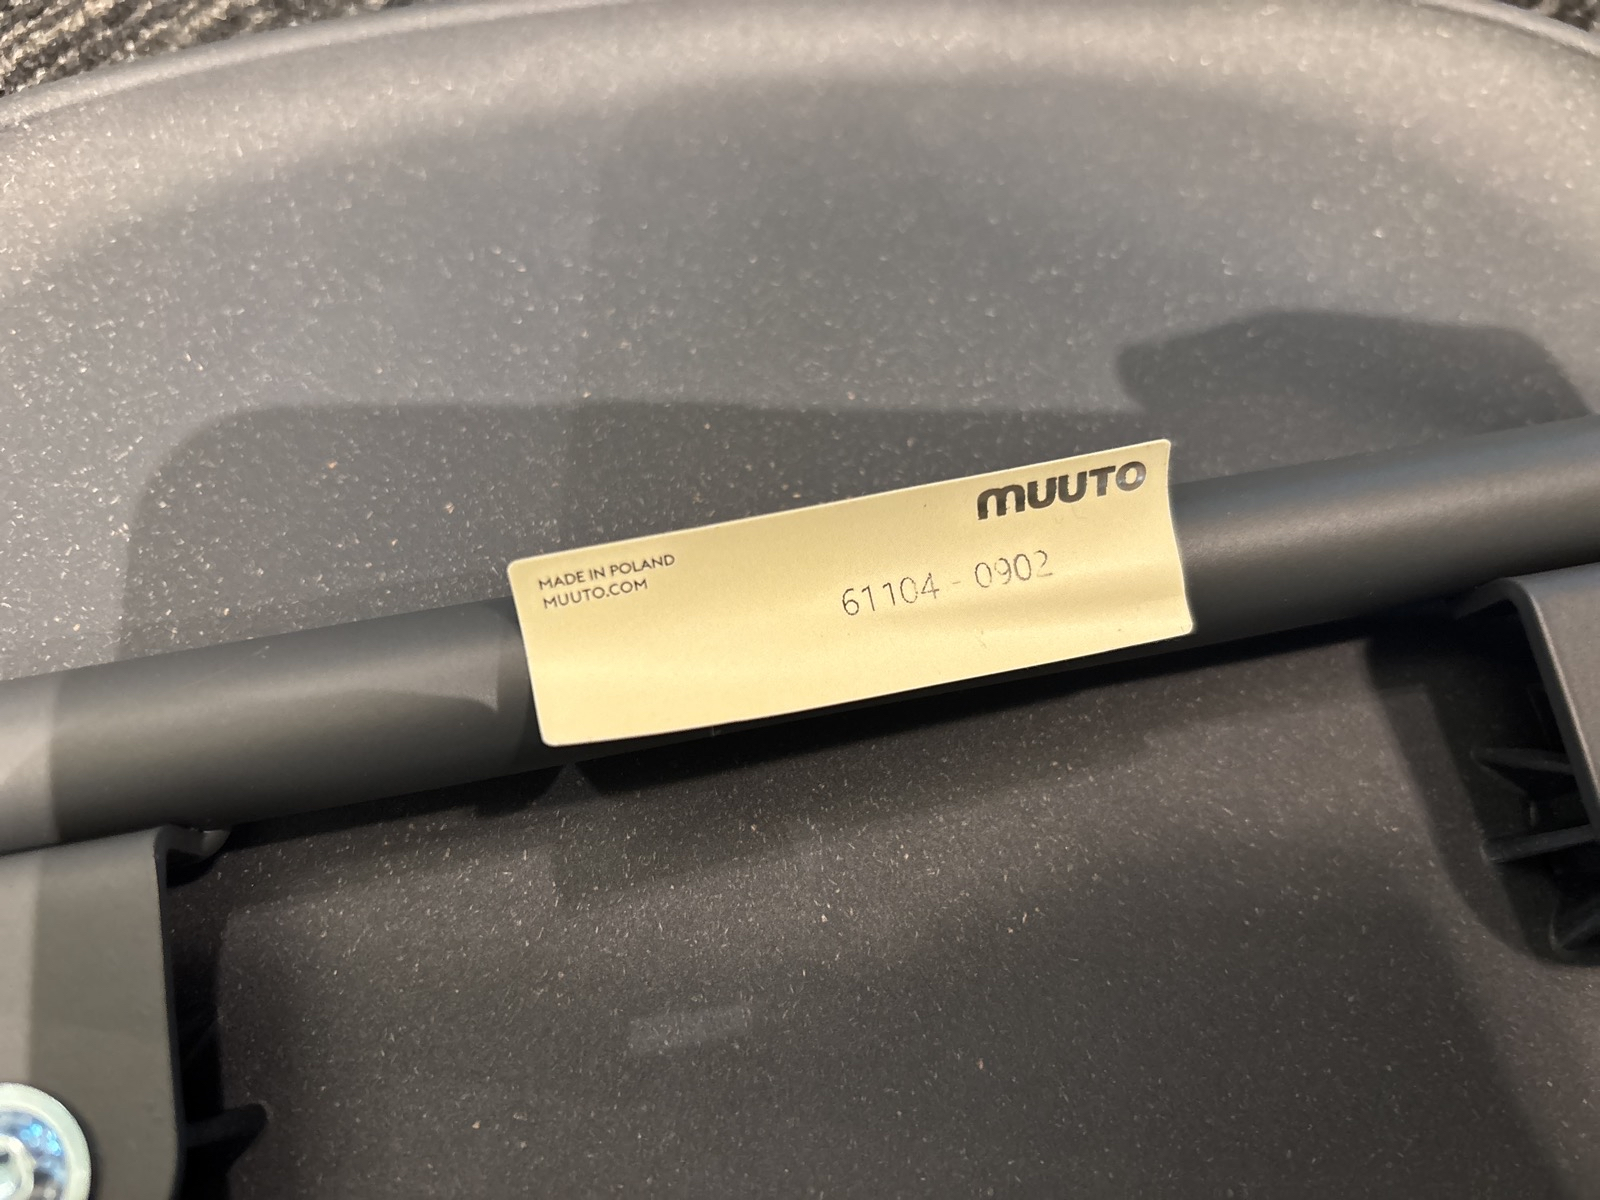 MUUTO
MADE IN POLAND
MUUTO.COM
61104 - 0902